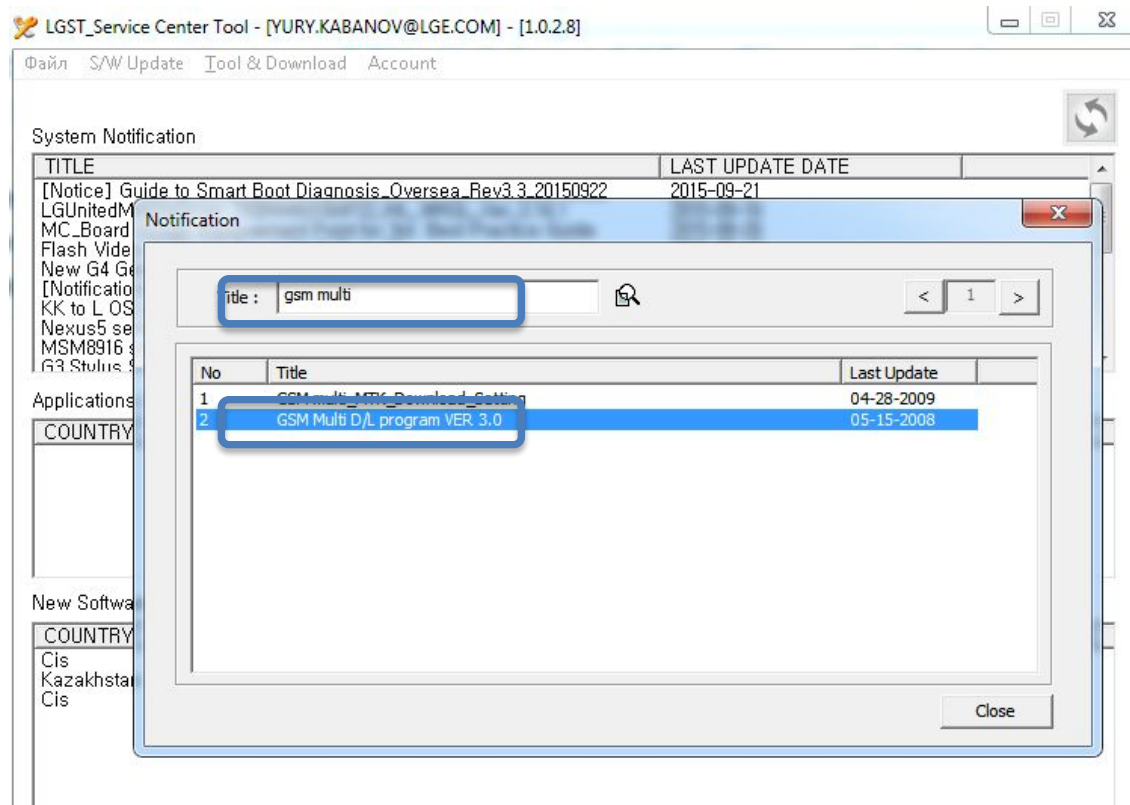 LGST_Service Center Tool - [YURY.KABANOV@LGE.COM] - [1.0.2.8]
Файл S/W Update Tool & Download Account
System Notification
TITLE LAST UPDATE DATE
[Notice] Guide to Smart Boot Diagnosis_Oversea_Rev3.3_20150922 2015-09-21
LGUnitedM
Notification
MC_Board
Flash Vide
New G4 Ge
[Notificatio
Title : gsm multi < 1 >
KK to L OS
Nexus5 se
MSM8916 s
G3 Stylus S
No Title Last Update
Applications
1 GSM multi_MTK_Download_Setting 04-28-2009
2 GSM Multi D/L program VER 3.0 05-15-2008
COUNTRY
New Softwa
COUNTRY
Cis
Kazakhstan
Cis
Close